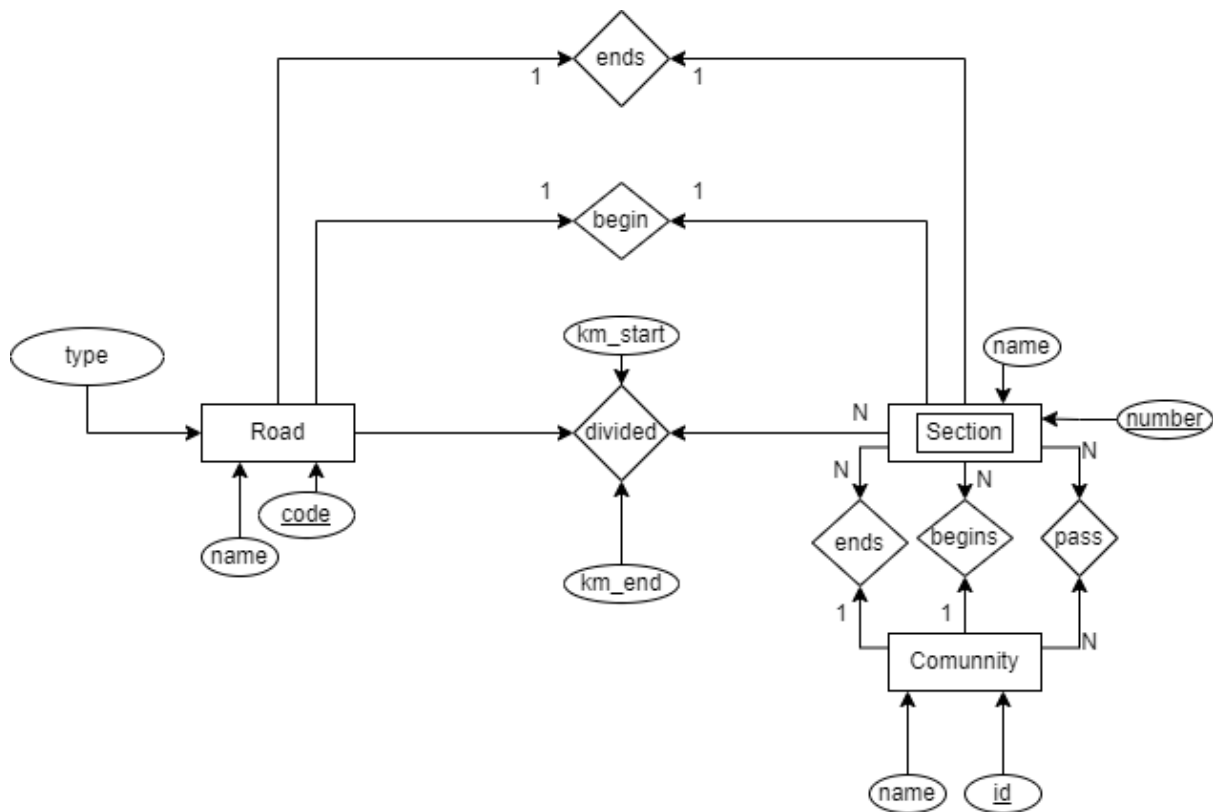 ends
1
1
1
1
begin
km_start
type
name
N
number
Road
divided
Section
N
N
N
code
ends
begins
pass
name
km_end
1
1
N
Comunnity
name
id